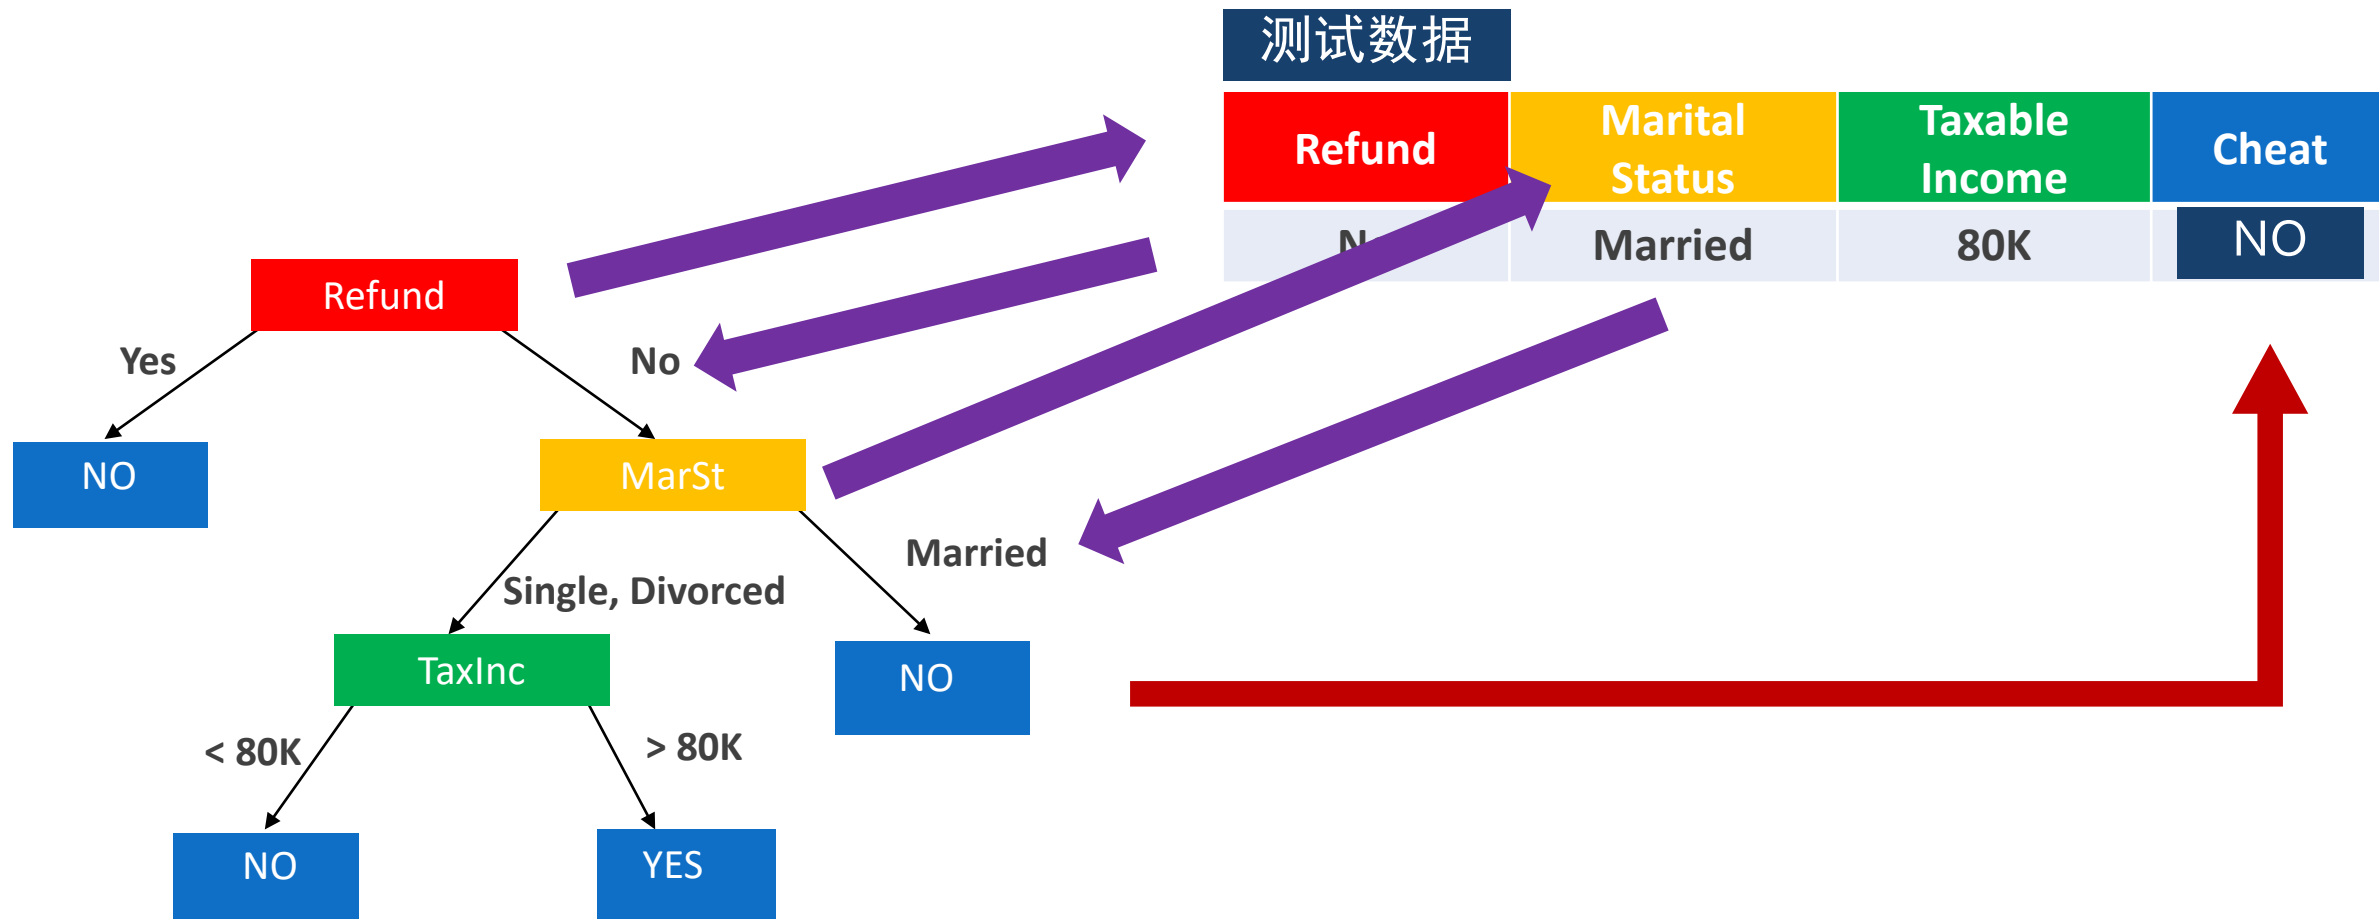 测试数据
Refund
Marital
Status
Taxable
Income
Cheat
Married
80K
NO
Refund
Yes
No
NO
MarSt
Single, Divorced
Married
TaxInc
NO
< 80K
> 80K
NO
YES